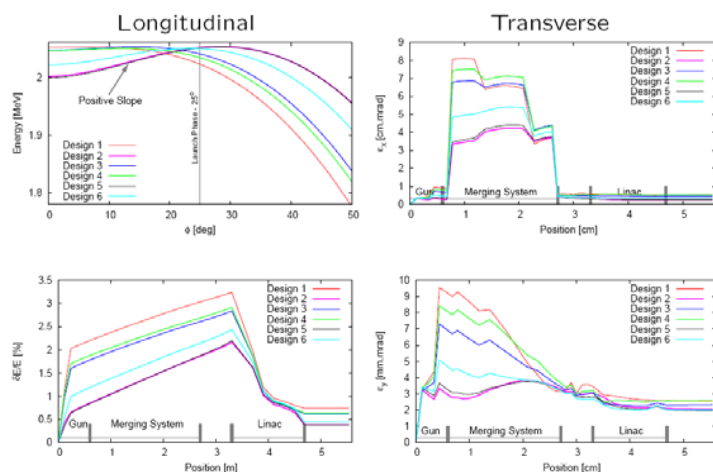 Longitudinal
Transverse
Energy [MeV]
2
1.9
1.8
Positive Slope
Launch Phase - 25°
Design 1
Design 2
Design 3
Design 4
Design 5
Design 6
0 10 20 30 40 50
ϕ [deg]
εx [cm.mrad]
9
8
7
6
5
4
3
2
1
0
Design 1
Design 2
Design 3
Design 4
Design 5
Design 6
Gun Merging System Linac
0 1 2 3 4 5
Position [cm]
δE/E [%]
3.5
3
2.5
2
1.5
1
0.5
0
Design 1
Design 2
Design 3
Design 4
Design 5
Design 6
Gun Merging System Linac
0 1 2 3 4 5
Position [m]
εy [mm.mrad]
10
9
8
7
6
5
4
3
2
1
0
Design 1
Design 2
Design 3
Design 4
Design 5
Design 6
Gun Merging System Linac
0 1 2 3 4 5
Position [cm]